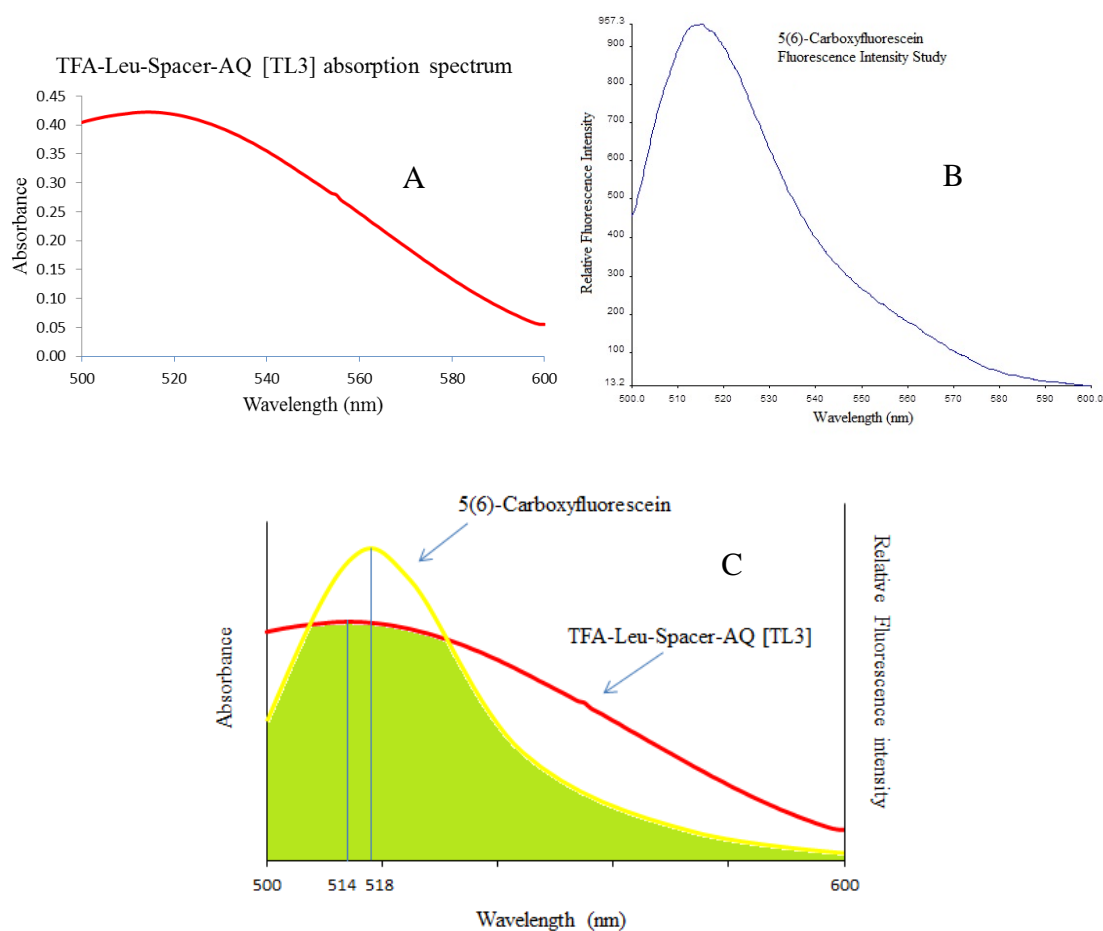 TFA-Leu-Spacer-AQ [TL3] absorption spectrum
0.45
0.40
0.35
0.30
0.25
0.20
0.15
0.10
0.05
0.00
Absorbance
A
500 520 540 560 580 600
Wavelength (nm)
957.3
900
800
700
600
500
400
300
200
100
13.2
Relative Fluorescence Intensity
5(6)-Carboxyfluorescein
Fluorescence Intensity Study
B
500.0 510 520 530 540 550 560 570 580 590 600.0
Wavelength (nm)
5(6)-Carboxyfluorescein
C
TFA-Leu-Spacer-AQ [TL3]
Absorbance
Relative Fluorescence intensity
500 514 518 600
Wavelength (nm)